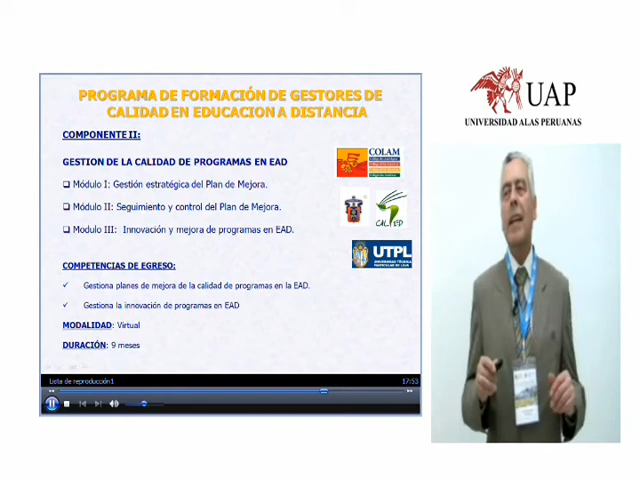 PROGRAMA DE FORMACIÓN DE GESTORES DE
CALIDAD EN EDUCACION A DISTANCIA
COMPONENTE II:
GESTION DE LA CALIDAD DE PROGRAMAS EN EAD
Módulo I: Gestión estratégica del Plan de Mejora.
Módulo II: Seguimiento y control del Plan de Mejora.
Módulo III: Innovación y mejora de programas en EAD.
COMPETENCIAS DE EGRESO:
Gestiona planes de mejora de la calidad de programas en la EAD.
Gestiona la innovación de programas en EAD
MODALIDAD: Virtual
DURACIÓN: 9 meses
COLAM
CALED
UTPL
Lista de reproducción1
17:53
UAP
UNIVERSIDAD ALAS PERUANAS